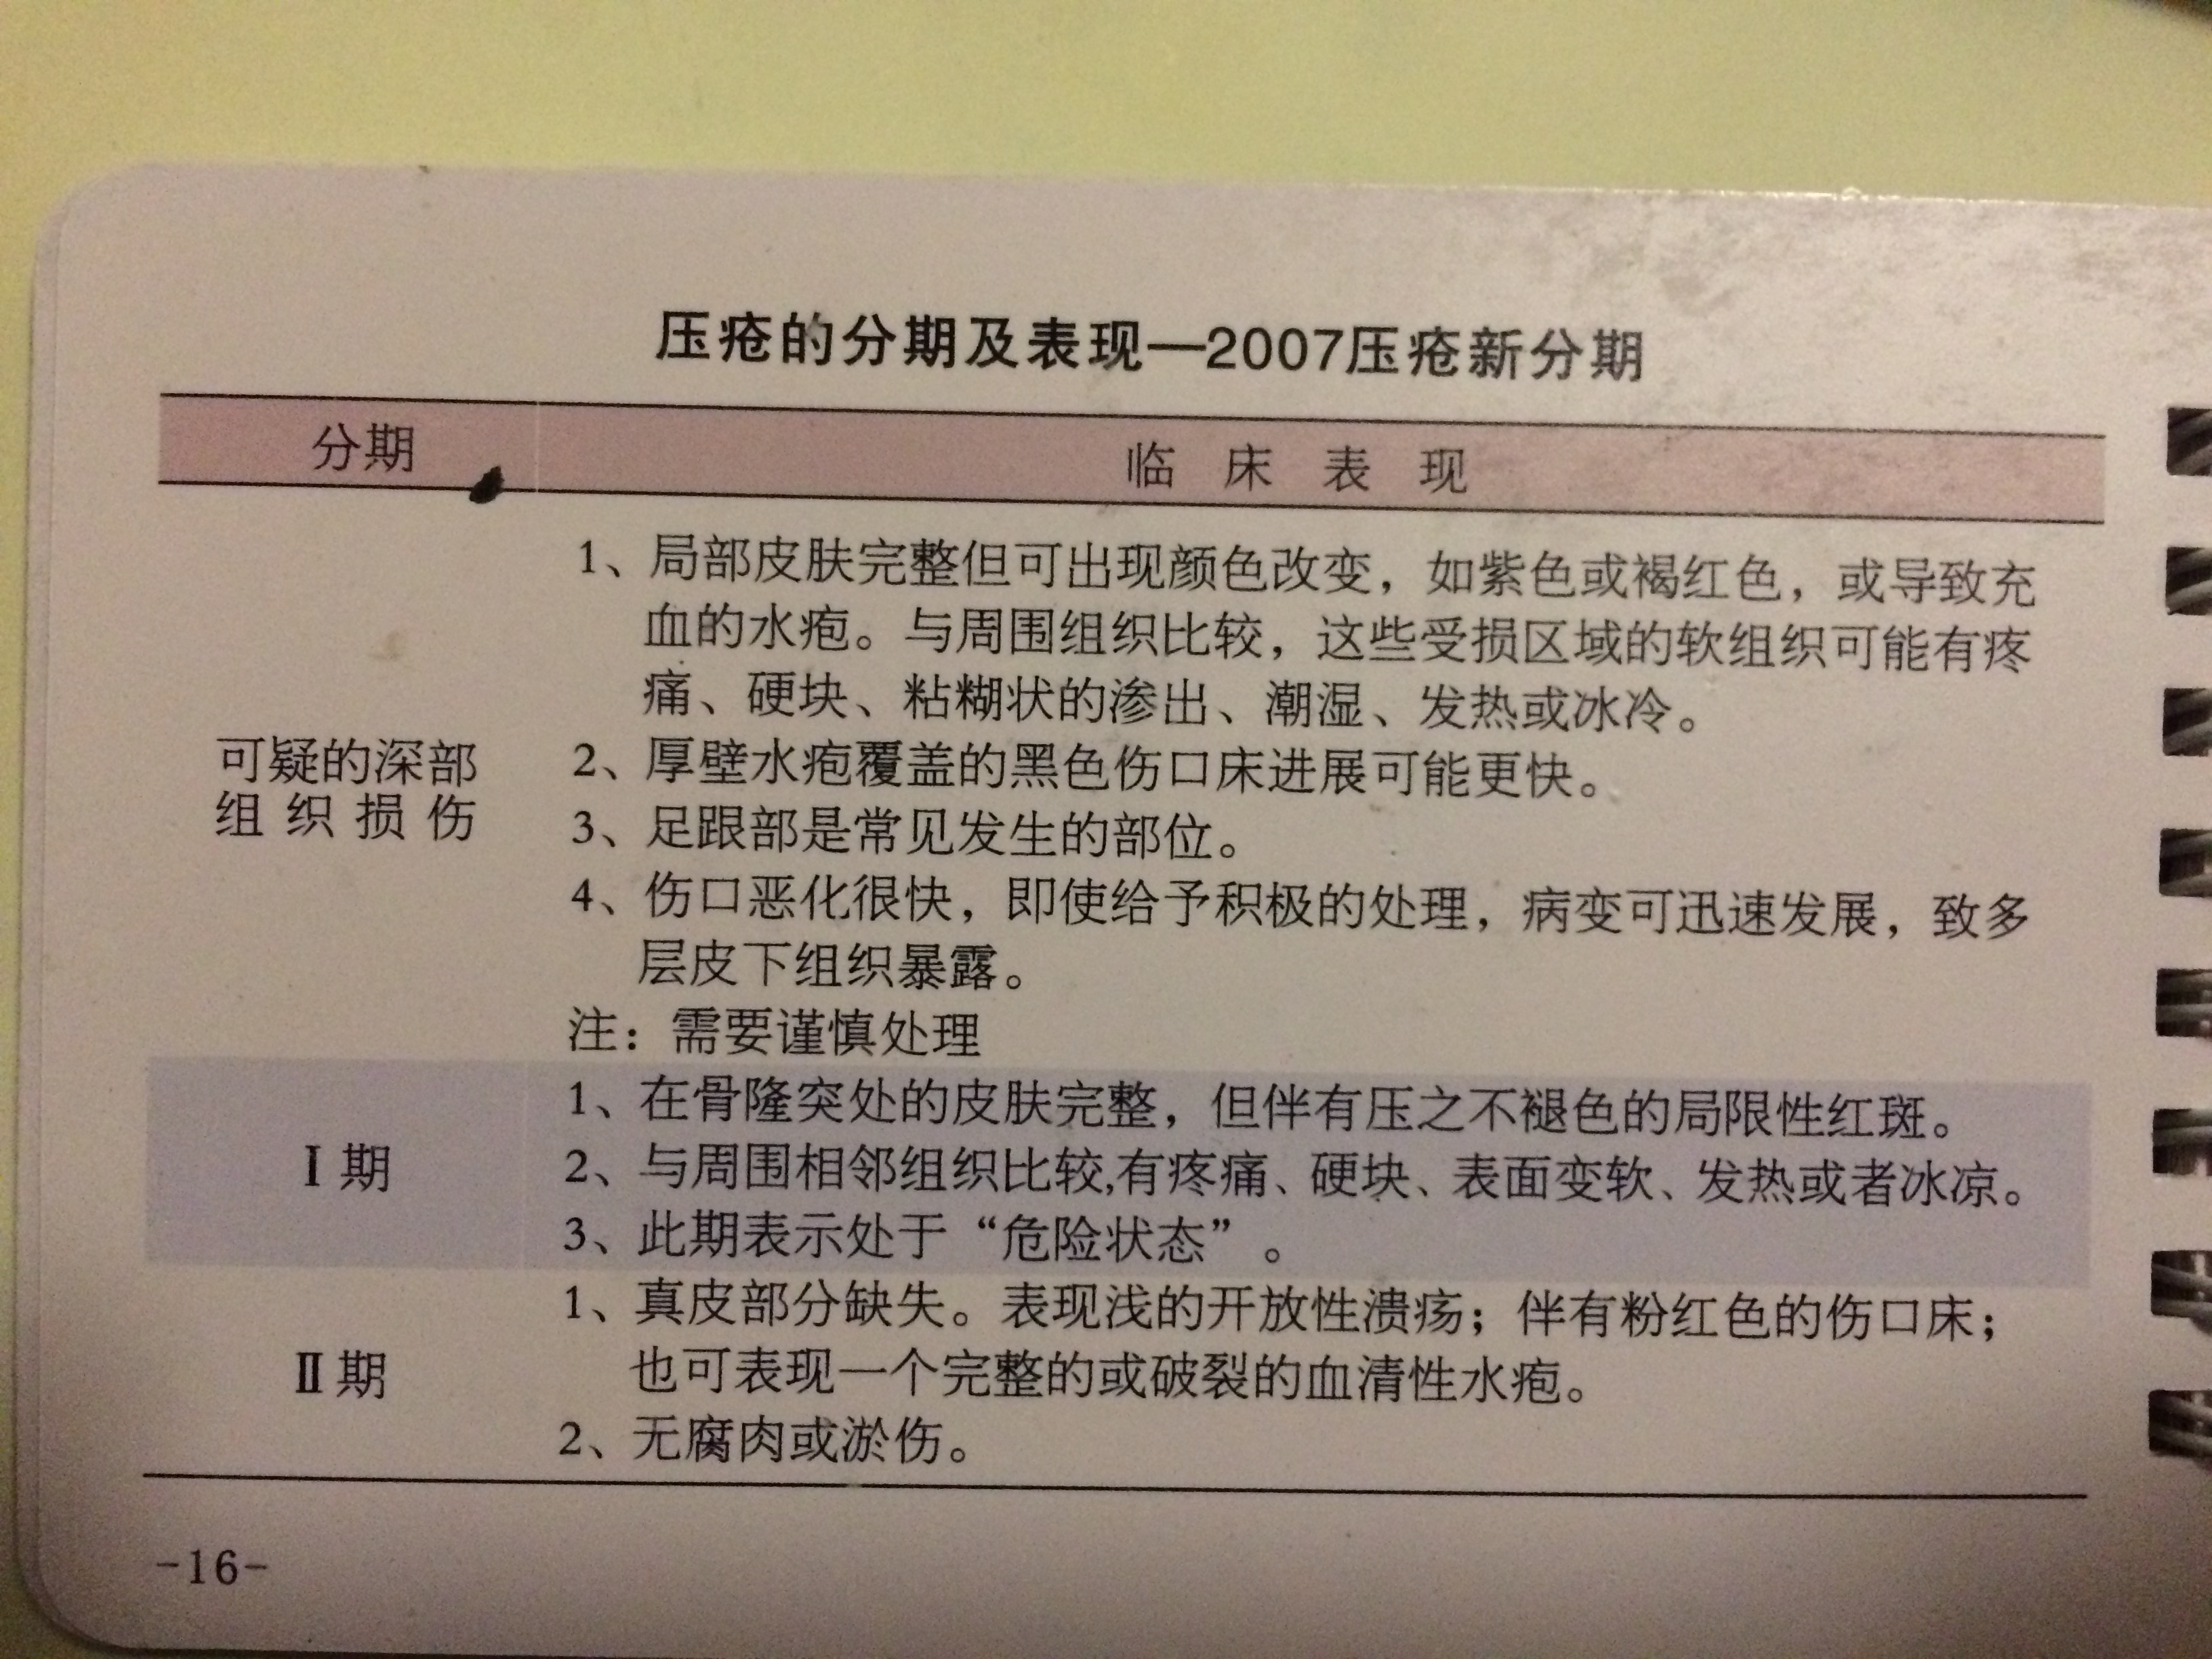 压疮的分期及表现—2007压疮新分期
分期 临床表现
1、局部皮肤完整但可出现颜色改变，如紫色或褐红色，或导致充
血的水疱。与周围组织比较，这些受损区域的软组织可能有疼
痛、硬块、粘糊状的渗出、潮湿、发热或冰冷。
可疑的深部
组织损伤
2、厚壁水疱覆盖的黑色伤口床进展可能更快。
3、足跟部是常见发生的部位。
4、伤口恶化很快，即使给予积极的处理，病变可迅速发展，致多
层皮下组织暴露。
注：需要谨慎处理
I 期
1、在骨隆突处的皮肤完整，但伴有压之不褪色的局限性红斑。
2、与周围相邻组织比较,有疼痛、硬块、表面变软、发热或者冰凉。
3、此期表示处于“危险状态”。
II 期
1、真皮部分缺失。表现浅的开放性溃疡；伴有粉红色的伤口床；
也可表现一个完整的或破裂的血清性水疱。
2、无腐肉或淤伤。
-16-